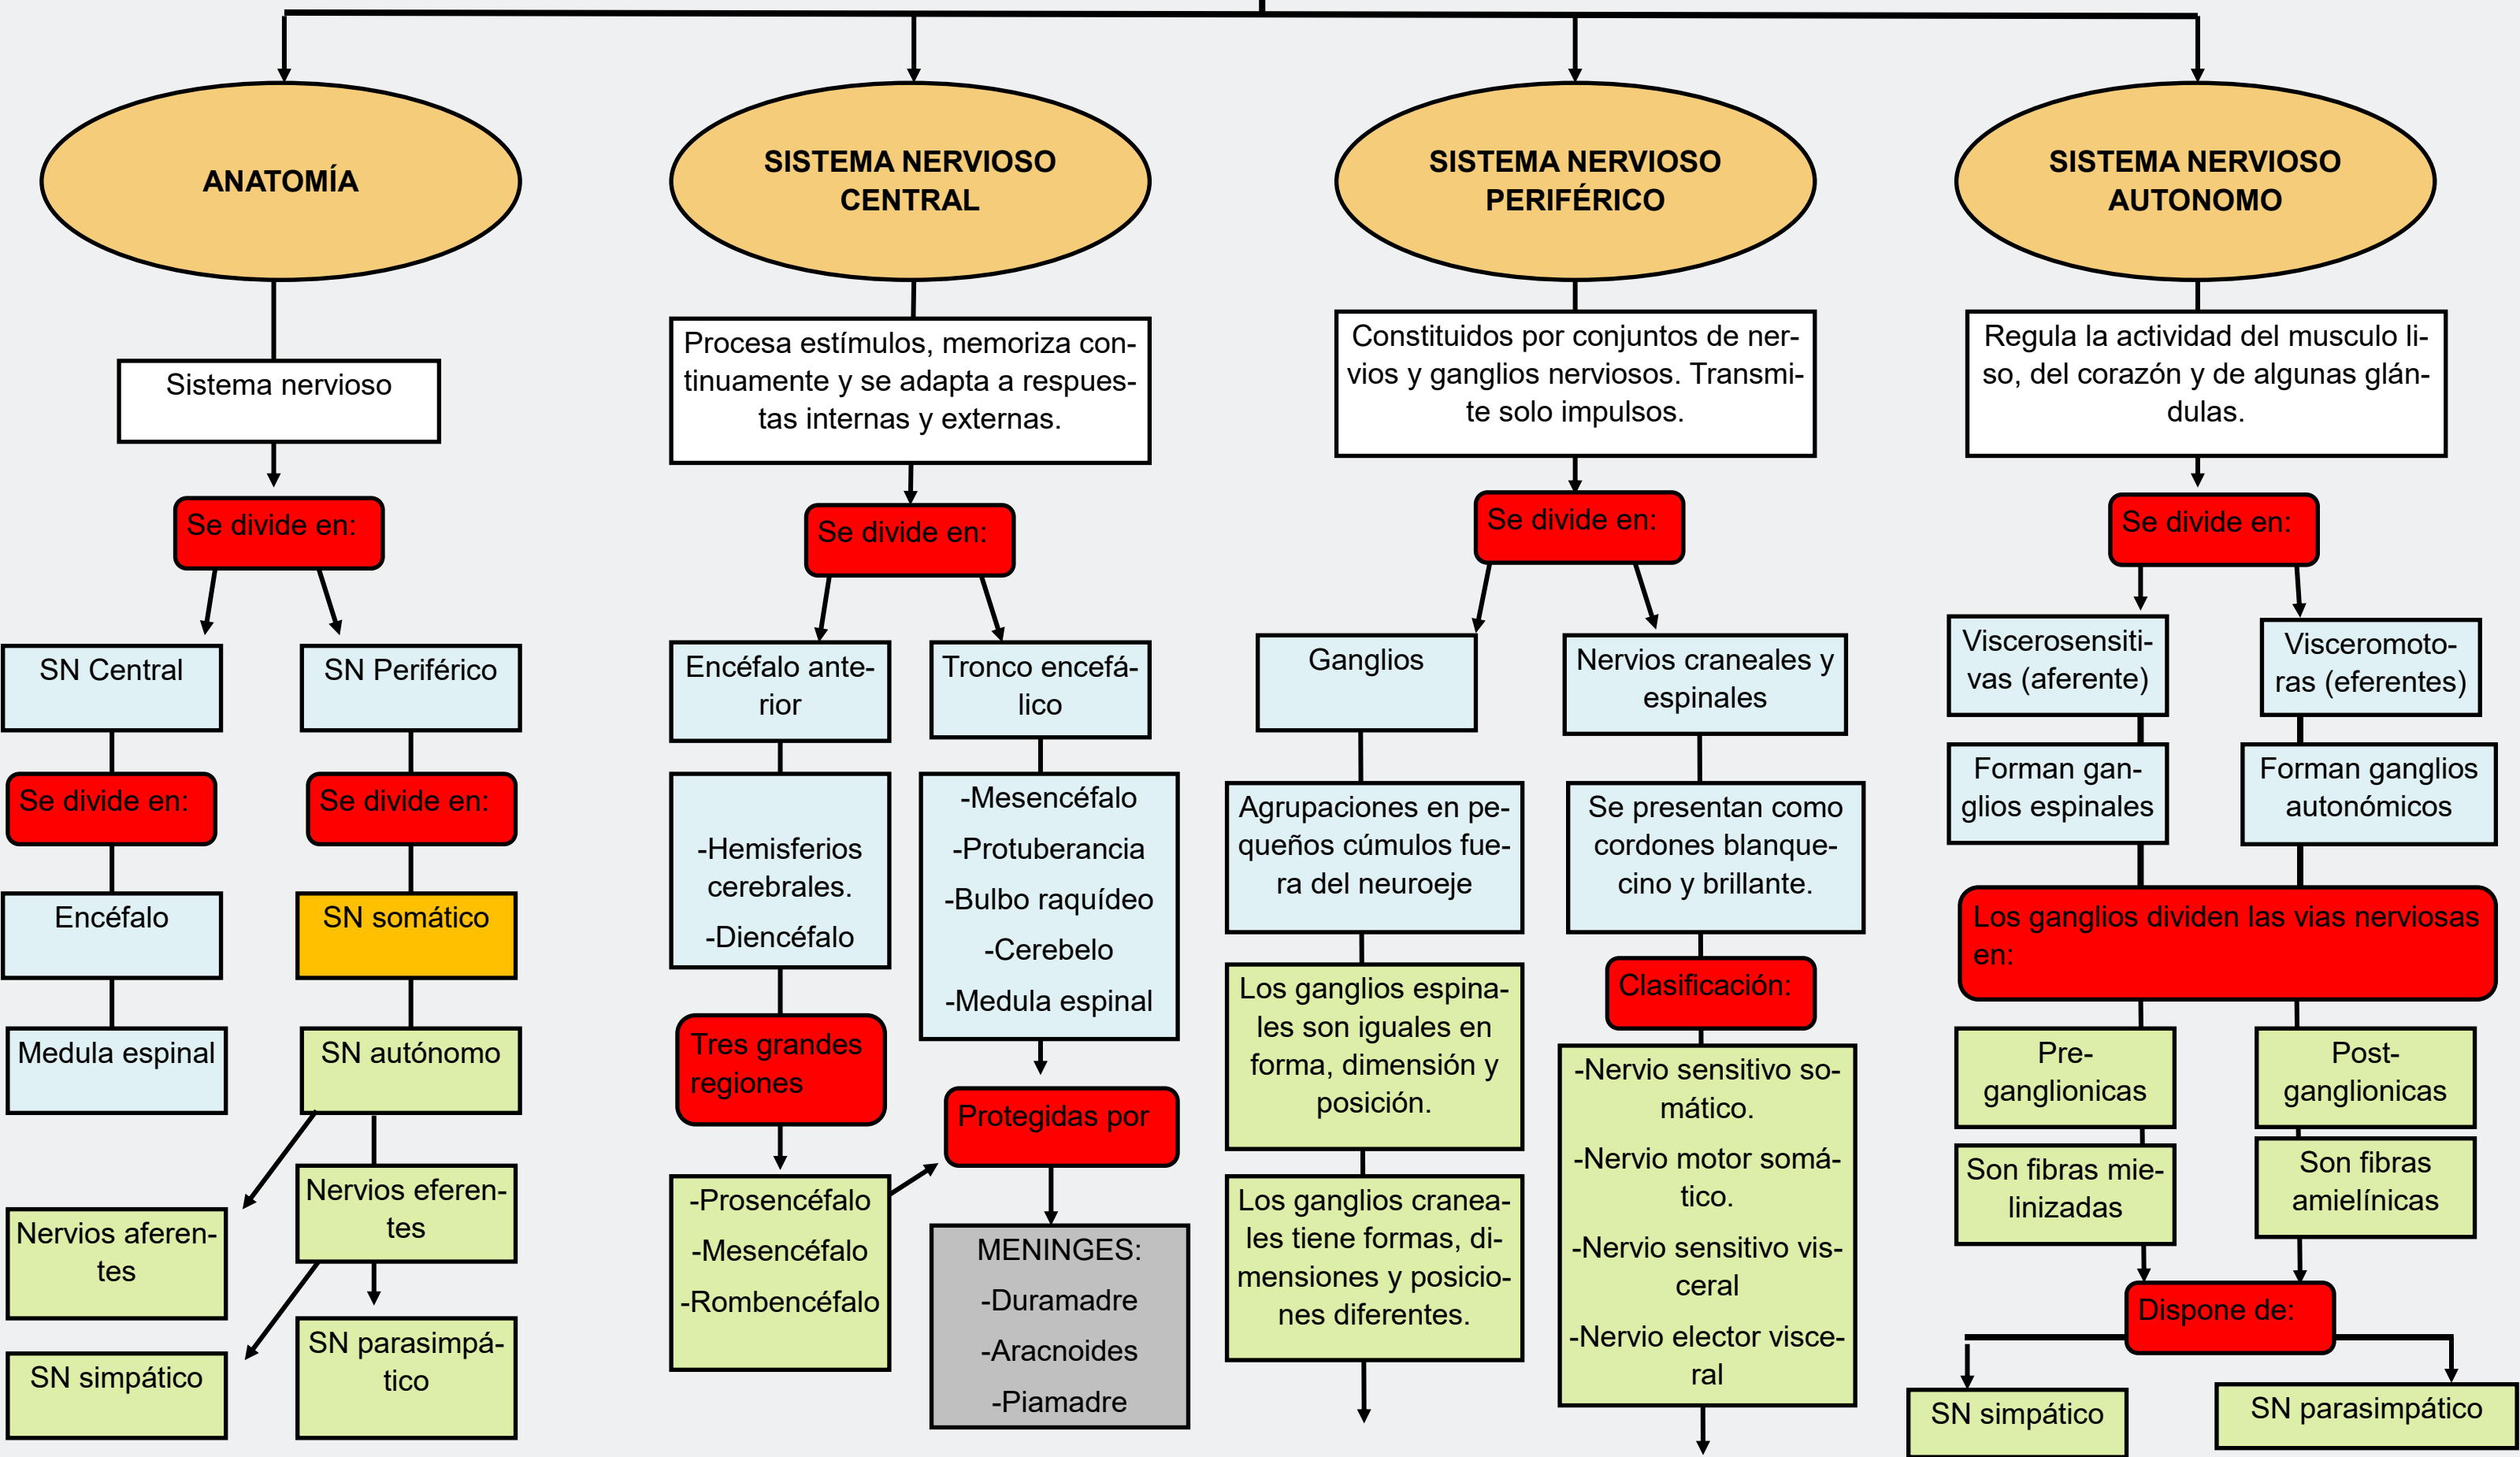 ANATOMÍA
Sistema nervioso
Se divide en:
SN Central
SN Periférico
Se divide en:
Se divide en:
Encéfalo
SN somático
Medula espinal
SN autónomo
Nervios eferen-
tes
Nervios aferen-
tes
SN simpático
SN parasimpá-
tico
SISTEMA NERVIOSO
CENTRAL
Procesa estímulos, memoriza con-
tinuamente y se adapta a respues-
tas internas y externas.
Se divide en:
Encéfalo ante-
rior
Tronco encefá-
lico
-Hemisferios
cerebrales.
-Diencéfalo
-Mesencéfalo
-Protuberancia
-Bulbo raquídeo
-Cerebelo
-Medula espinal
Tres grandes
regiones
Protegidas por
-Prosencéfalo
-Mesencéfalo
-Rombencéfalo
MENINGES:
-Duramadre
-Aracnoides
-Piamadre
SISTEMA NERVIOSO
PERIFÉRICO
Constituidos por conjuntos de ner-
vios y ganglios nerviosos. Transmi-
te solo impulsos.
Se divide en:
Ganglios
Nervios craneales y
espinales
Agrupaciones en pe-
queños cúmulos fue-
ra del neuroeje
Se presentan como
cordones blanque-
cino y brillante.
Los ganglios espina-
les son iguales en
forma, dimensión y
posición.
Clasificación:
Los ganglios cranea-
les tiene formas, di-
mensiones y posicio-
nes diferentes.
-Nervio sensitivo so-
mático.
-Nervio motor somá-
tico.
-Nervio sensitivo vis-
ceral
-Nervio elector visce-
ral
SISTEMA NERVIOSO
AUTONOMO
Regula la actividad del musculo li-
so, del corazón y de algunas glán-
dulas.
Se divide en:
Viscerosensiti-
vas (aferente)
Visceromoto-
ras (eferentes)
Forman gan-
glios espinales
Forman ganglios
autonómicos
Los ganglios dividen las vias nerviosas
en:
Pre-
ganglionicas
Post-
ganglionicas
Son fibras mie-
linizadas
Son fibras
amielínicas
Dispone de:
SN simpático
SN parasimpático